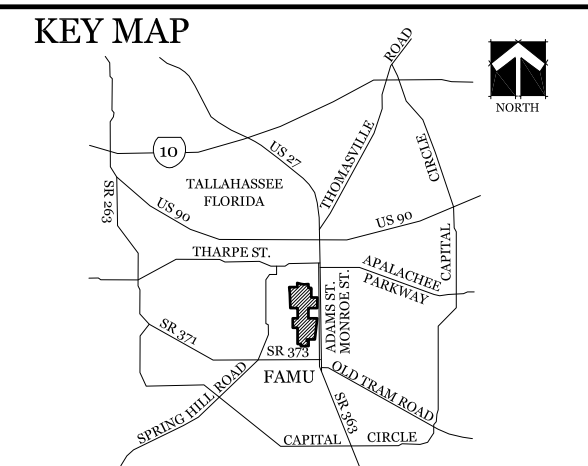 KEY MAP
ROAD
NORTH
10
US 27
THOMASVILLE
CIRCLE
TALLAHASSEE
FLORIDA
SR 263
US 90
US 90
CAPITAL
THARPE ST.
APALACHEE
PARKWAY
ADAMS ST.
MONROE ST.
SR 371
SR 373
FAMU
OLD TRAM ROAD
SPRING HILL ROAD
SR 363
CAPITAL CIRCLE